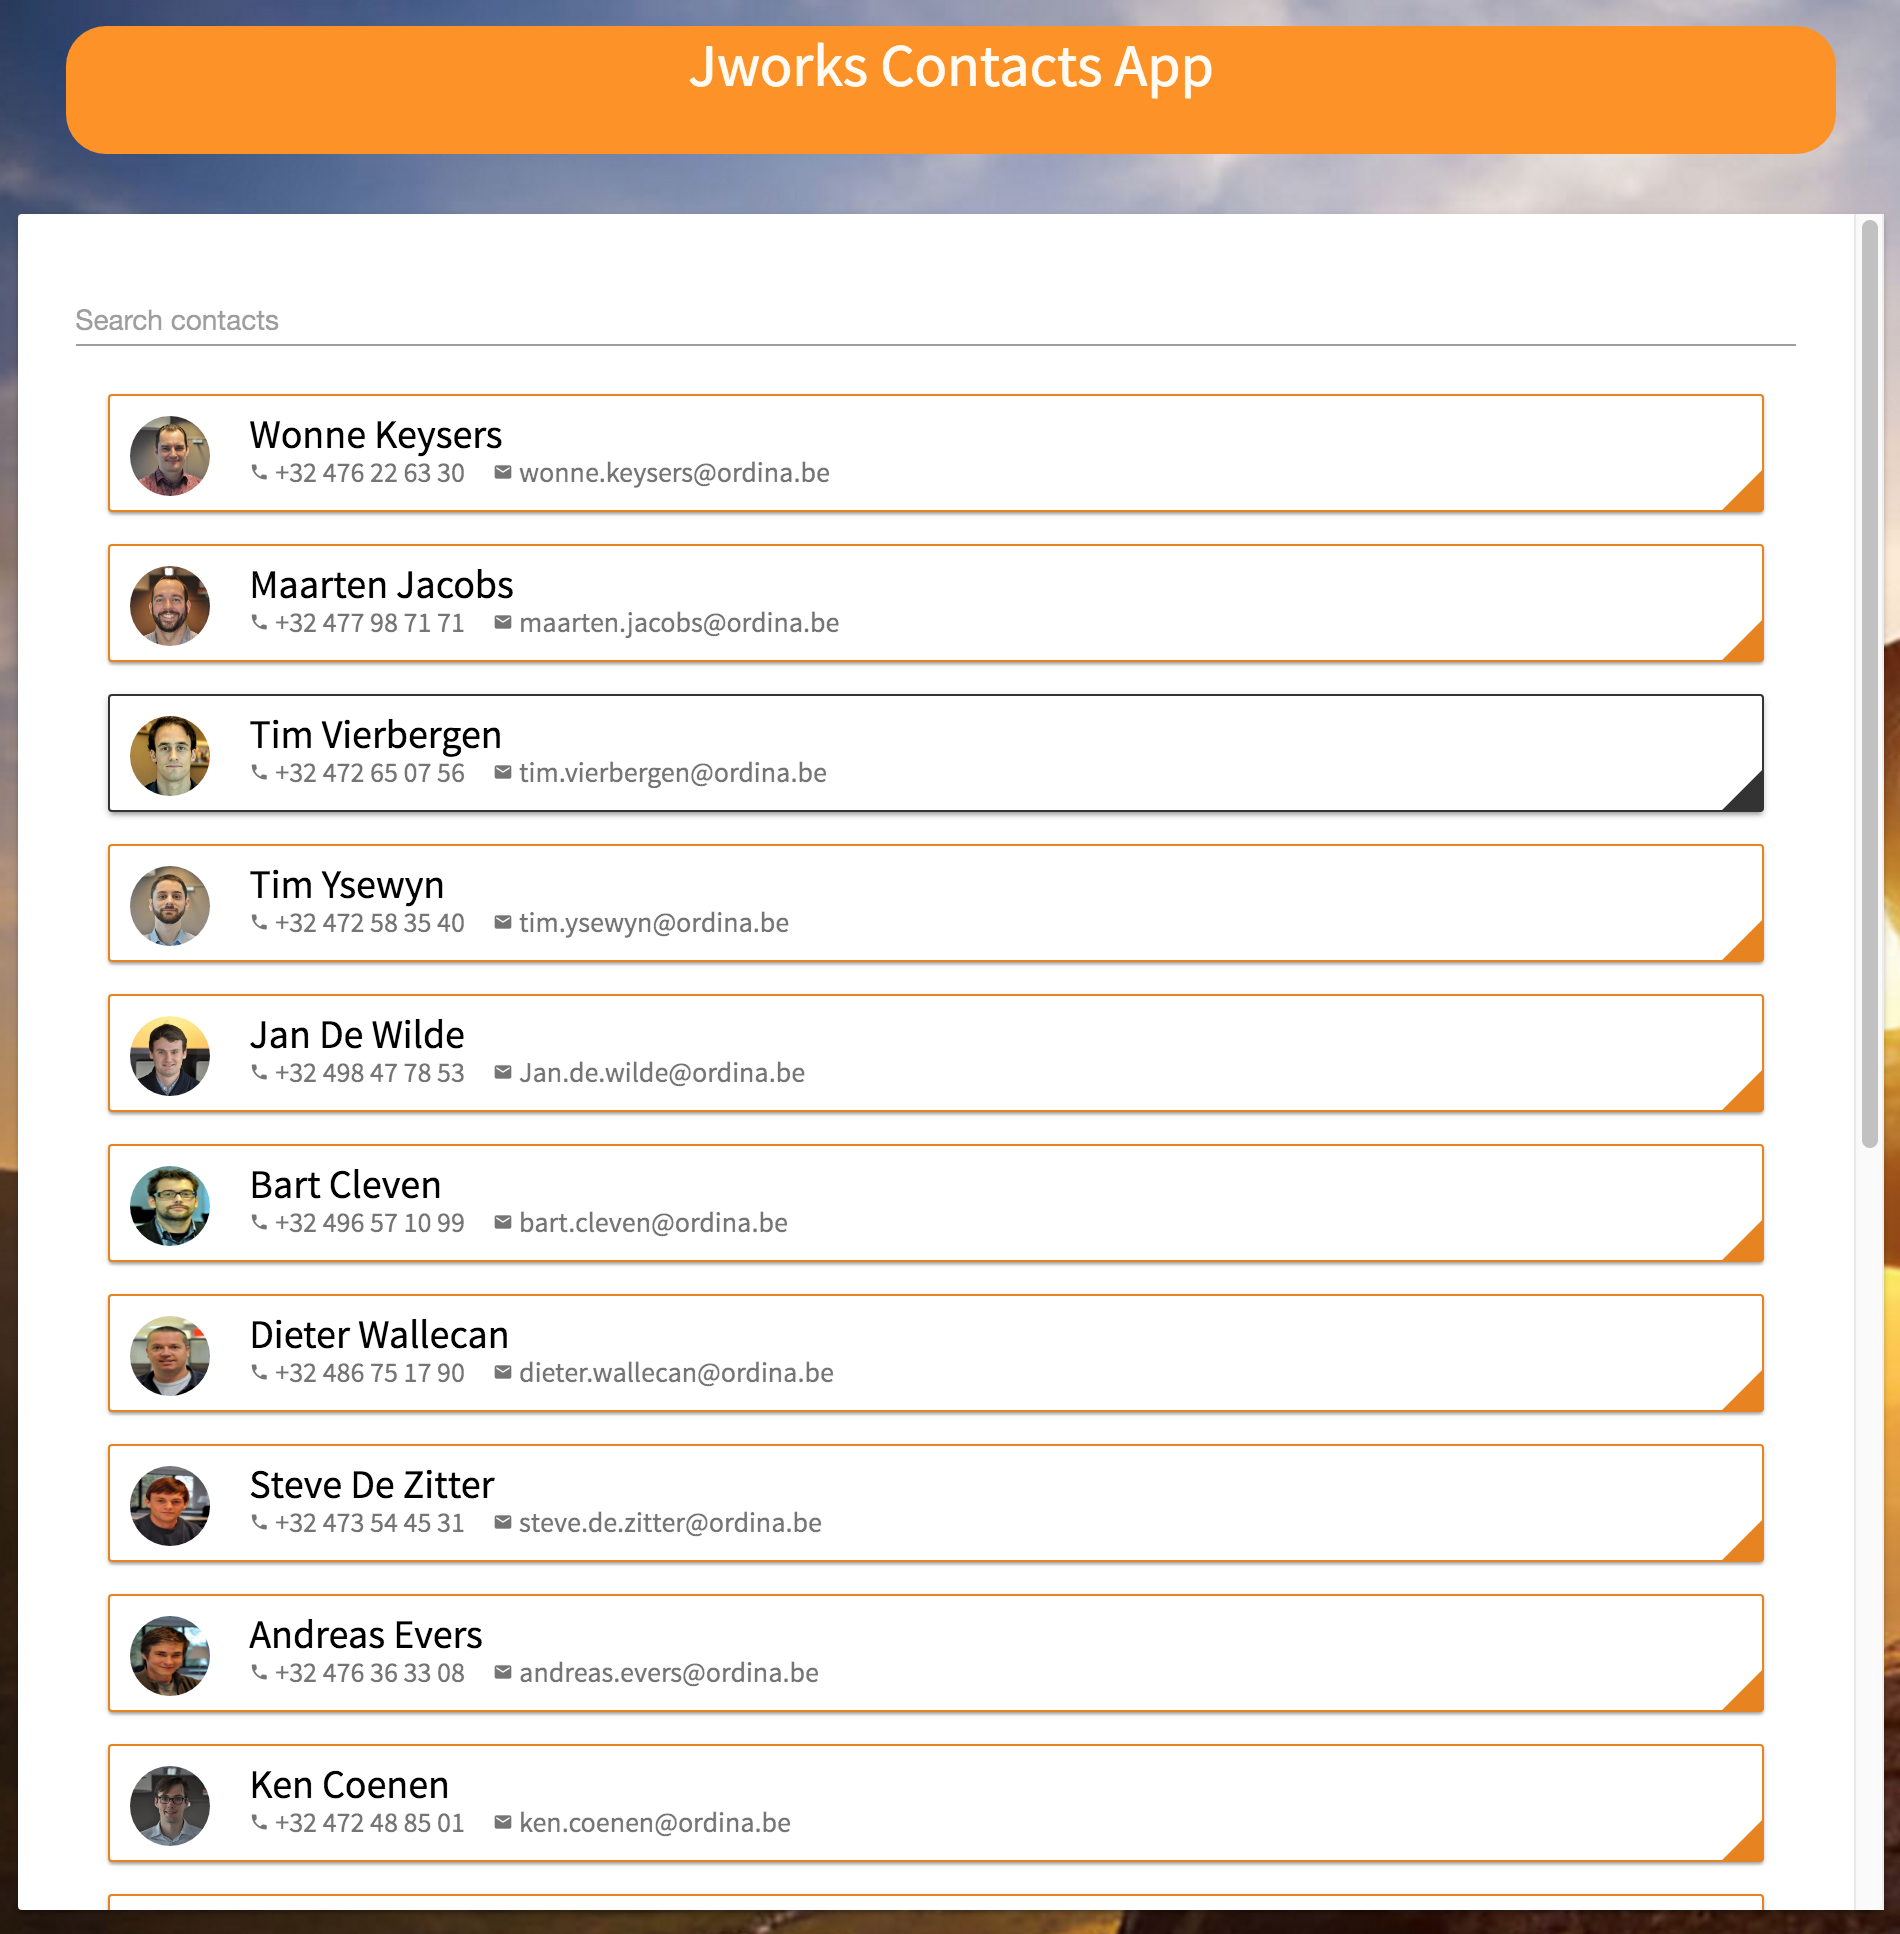 Jworks Contacts App
Search contacts
Wonne Keysers
+32 476 22 63 30 wonne.keysers@ordina.be
Maarten Jacobs
+32 477 98 71 71 maarten.jacobs@ordina.be
Tim Vierbergen
+32 472 65 07 56 tim.vierbergen@ordina.be
Tim Ysewyn
+32 472 58 35 40 tim.ysewyn@ordina.be
Jan De Wilde
+32 498 47 78 53 Jan.de.wilde@ordina.be
Bart Cleven
+32 496 57 10 99 bart.cleven@ordina.be
Dieter Wallecan
+32 486 75 17 90 dieter.wallecan@ordina.be
Steve De Zitter
+32 473 54 45 31 steve.de.zitter@ordina.be
Andreas Evers
+32 476 36 33 08 andreas.evers@ordina.be
Ken Coenen
+32 472 48 85 01 ken.coenen@ordina.be